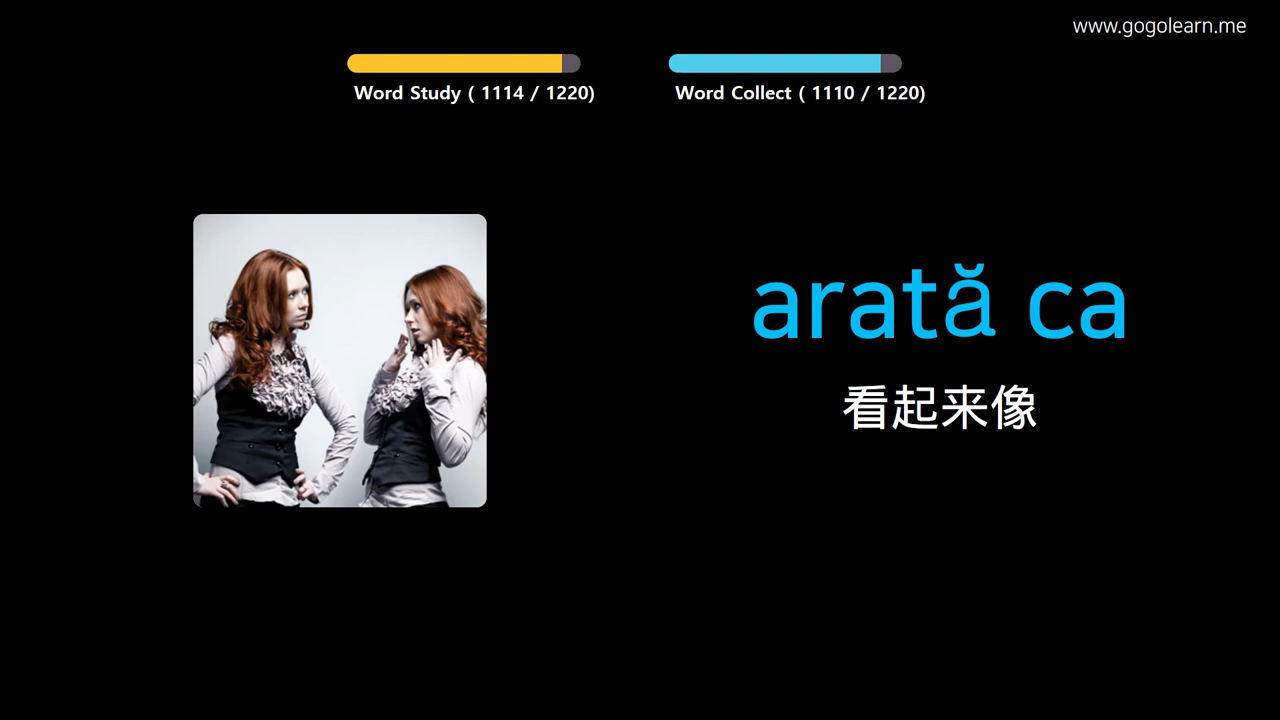 www.gogolearn.me
Word Study ( 1114 / 1220)
Word Collect ( 1110 / 1220)
arată ca
看起来像